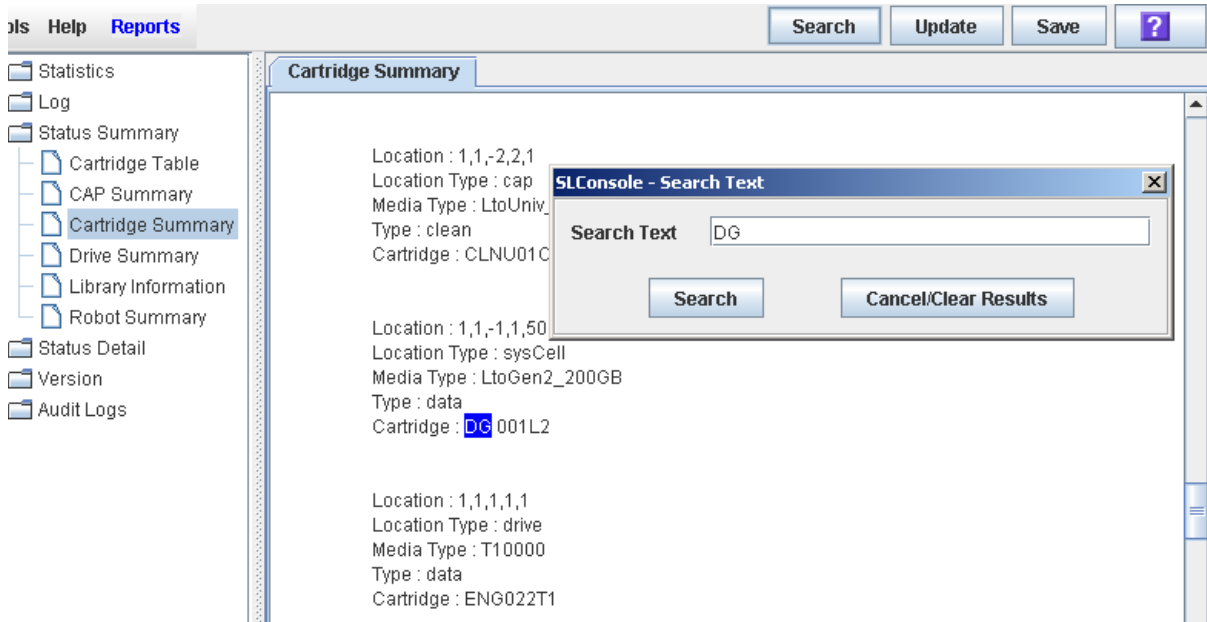 ols Help Reports
Search Update Save ?
Statistics
Log
Status Summary
Cartridge Table
CAP Summary
Cartridge Summary
Drive Summary
Library Information
Robot Summary
Status Detail
Version
Audit Logs
Cartridge Summary
Location : 1,1,-2,2,1
Location Type : cap
Media Type : LtoUniv_
Type : clean
Cartridge : CLNU01C
Location : 1,1,-1,1,50
Location Type : sysCell
Media Type : LtoGen2_200GB
Type : data
Cartridge : DG 001L2
Location : 1,1,1,1,1
Location Type : drive
Media Type : T10000
Type : data
Cartridge : ENG022T1
SLConsole - Search Text
Search Text DG
Search Cancel/Clear Results